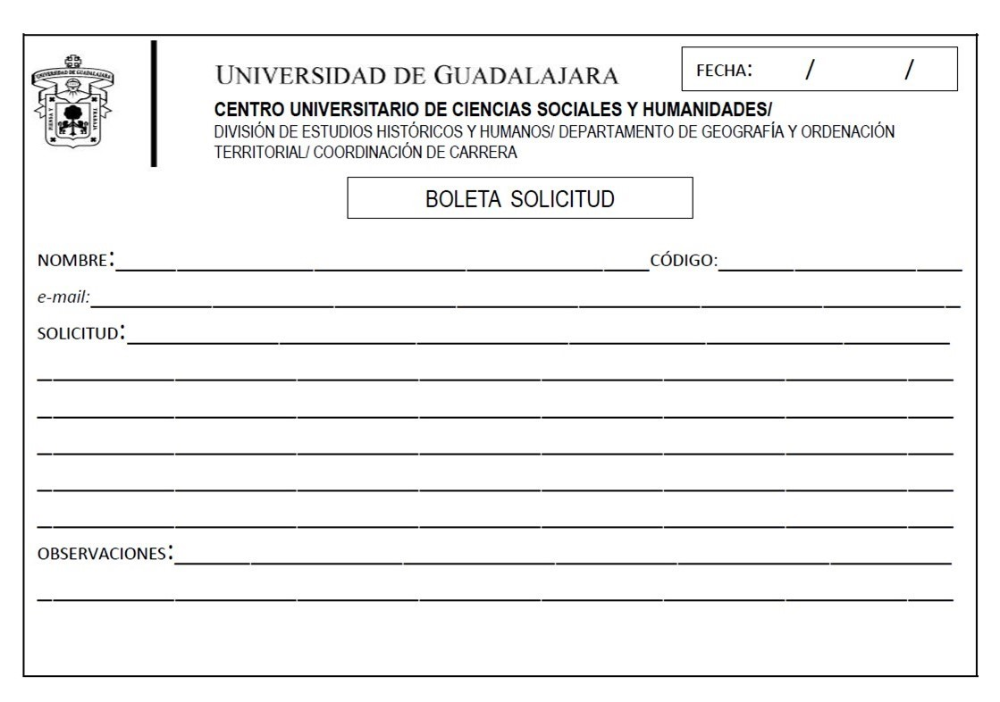 UNIVERSIDAD DE GUADALAJARA
PIENSA Y
TRABAJA
UNIVERSIDAD DE GUADALAJARA
FECHA: / /
CENTRO UNIVERSITARIO DE CIENCIAS SOCIALES Y HUMANIDADES/
DIVISIÓN DE ESTUDIOS HISTÓRICOS Y HUMANOS/ DEPARTAMENTO DE GEOGRAFÍA Y ORDENACIÓN
TERRITORIAL/ COORDINACIÓN DE CARRERA
BOLETA SOLICITUD
NOMBRE: CÓDIGO:
e-mail:
SOLICITUD:
OBSERVACIONES: